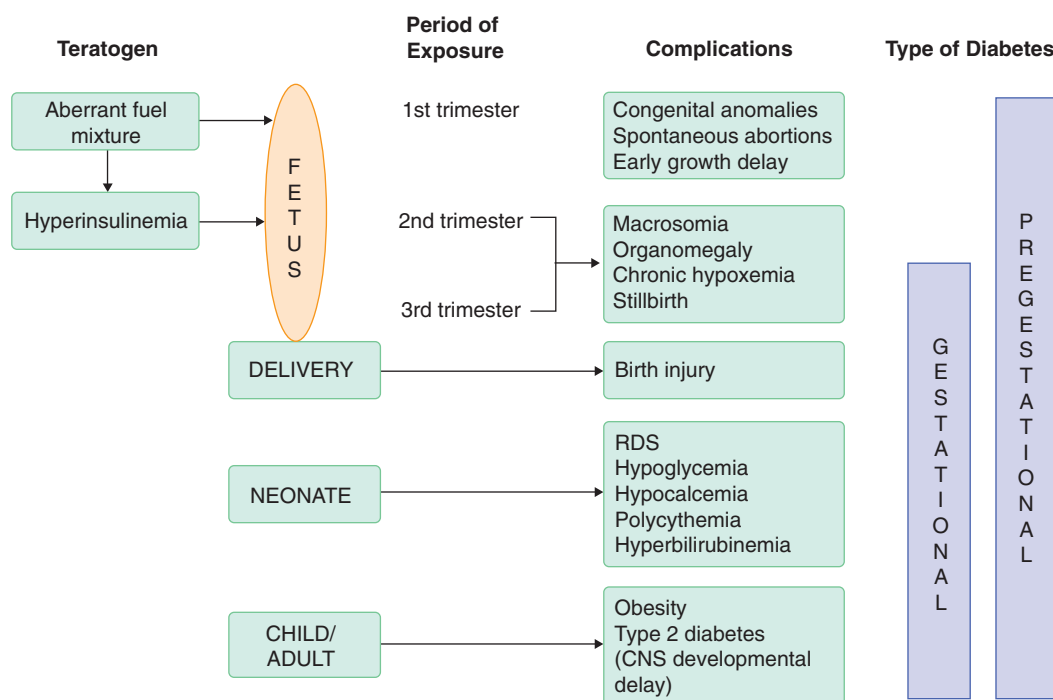 Teratogen
Period of
Exposure
Complications
Type of Diabetes
Aberrant fuel
mixture
Hyperinsulinemia
F
E
T
U
S
1st trimester
Congenital anomalies
Spontaneous abortions
Early growth delay
2nd trimester
3rd trimester
Macrosomia
Organomegaly
Chronic hypoxemia
Stillbirth
DELIVERY
Birth injury
NEONATE
RDS
Hypoglycemia
Hypocalcemia
Polycythemia
Hyperbilirubinemia
CHILD/
ADULT
Obesity
Type 2 diabetes
(CNS developmental
delay)
G
E
S
T
A
T
I
O
N
A
L
P
R
E
G
E
S
T
A
T
I
O
N
A
L